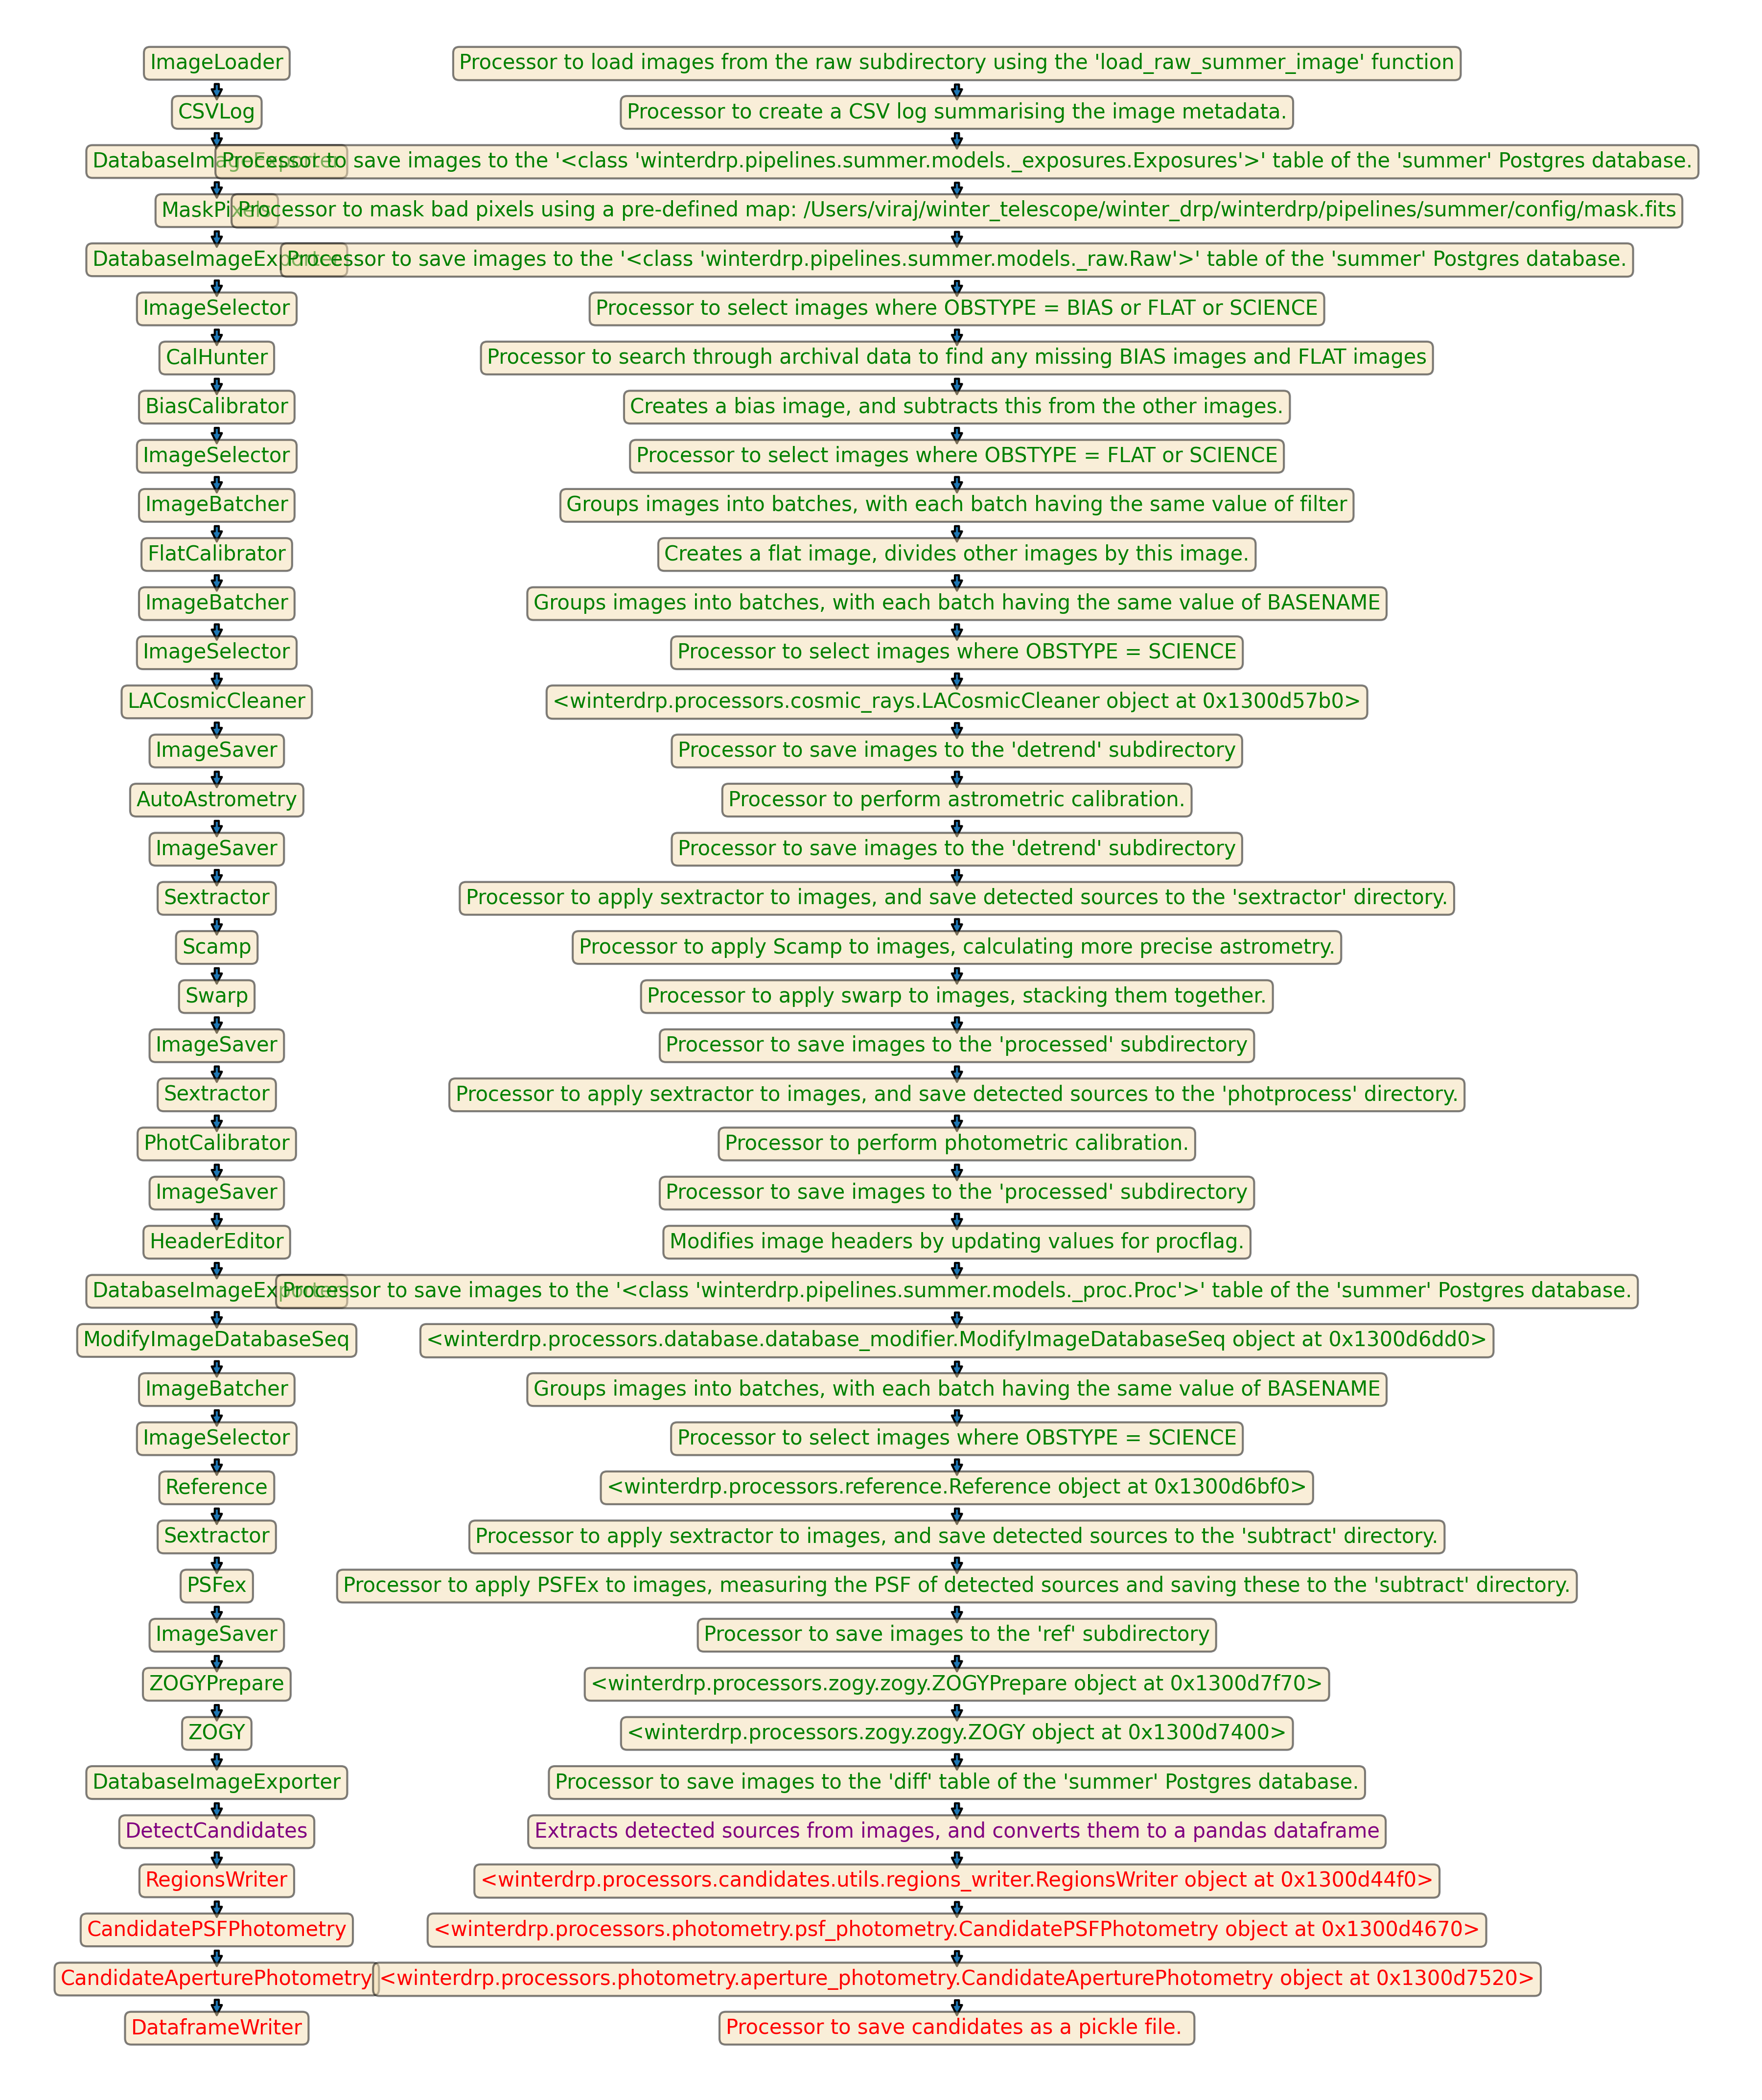 ImageLoader Processor to load images from the raw subdirectory using the 'load_raw_summer_image' function
CSVLog Processor to create a CSV log summarising the image metadata.
DatabaseImageExporter Processor to save images to the '<class 'winterdrp.pipelines.summer.models._exposures.Exposures'>' table of the 'summer' Postgres database.
MaskPixels Processor to mask bad pixels using a pre-defined map: /Users/viraj/winter_telescope/winter_drp/winterdrp/pipelines/summer/config/mask.fits
DatabaseImageExporter Processor to save images to the '<class 'winterdrp.pipelines.summer.models._raw.Raw'>' table of the 'summer' Postgres database.
ImageSelector Processor to select images where OBSTYPE = BIAS or FLAT or SCIENCE
CalHunter Processor to search through archival data to find any missing BIAS images and FLAT images
BiasCalibrator Creates a bias image, and subtracts this from the other images.
ImageSelector Processor to select images where OBSTYPE = FLAT or SCIENCE
ImageBatcher Groups images into batches, with each batch having the same value of filter
FlatCalibrator Creates a flat image, divides other images by this image.
ImageBatcher Groups images into batches, with each batch having the same value of BASENAME
ImageSelector Processor to select images where OBSTYPE = SCIENCE
LACosmicCleaner <winterdrp.processors.cosmic_rays.LACosmicCleaner object at 0x1300d57b0>
ImageSaver Processor to save images to the 'detrend' subdirectory
AutoAstrometry Processor to perform astrometric calibration.
ImageSaver Processor to save images to the 'detrend' subdirectory
Sextractor Processor to apply sextractor to images, and save detected sources to the 'sextractor' directory.
Scamp Processor to apply Scamp to images, calculating more precise astrometry.
Swarp Processor to apply swarp to images, stacking them together.
ImageSaver Processor to save images to the 'processed' subdirectory
Sextractor Processor to apply sextractor to images, and save detected sources to the 'photprocess' directory.
PhotCalibrator Processor to perform photometric calibration.
ImageSaver Processor to save images to the 'processed' subdirectory
HeaderEditor Modifies image headers by updating values for procflag.
DatabaseImageExporter Processor to save images to the '<class 'winterdrp.pipelines.summer.models._proc.Proc'>' table of the 'summer' Postgres database.
ModifyImageDatabaseSeq <winterdrp.processors.database.database_modifier.ModifyImageDatabaseSeq object at 0x1300d6dd0>
ImageBatcher Groups images into batches, with each batch having the same value of BASENAME
ImageSelector Processor to select images where OBSTYPE = SCIENCE
Reference <winterdrp.processors.reference.Reference object at 0x1300d6bf0>
Sextractor Processor to apply sextractor to images, and save detected sources to the 'subtract' directory.
PSFex Processor to apply PSFEx to images, measuring the PSF of detected sources and saving these to the 'subtract' directory.
ImageSaver Processor to save images to the 'ref' subdirectory
ZOGYPrepare <winterdrp.processors.zogy.zogy.ZOGYPrepare object at 0x1300d7f70>
ZOGY <winterdrp.processors.zogy.zogy.ZOGY object at 0x1300d7400>
DatabaseImageExporter Processor to save images to the 'diff' table of the 'summer' Postgres database.
DetectCandidates Extracts detected sources from images, and converts them to a pandas dataframe
RegionsWriter <winterdrp.processors.candidates.utils.regions_writer.RegionsWriter object at 0x1300d44f0>
CandidatePSFPhotometry <winterdrp.processors.photometry.psf_photometry.CandidatePSFPhotometry object at 0x1300d4670>
CandidateAperturePhotometry <winterdrp.processors.photometry.aperture_photometry.CandidateAperturePhotometry object at 0x1300d7520>
DataframeWriter Processor to save candidates as a pickle file.